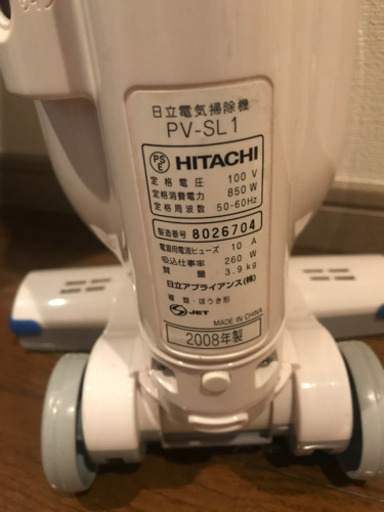 日立電気掃除機
PV-SL1
PSE HITACHI
定格電圧 100 V
定格消費電力 850 W
定格周波数 50-60Hz
製造番号 8026704
電源用電流ヒューズ 10 A
吸込仕事率 260 W
質量 3.9 kg
日立アプライアンス(株)
種類・ほうき形
S JET
MADE IN CHINA
2008年製